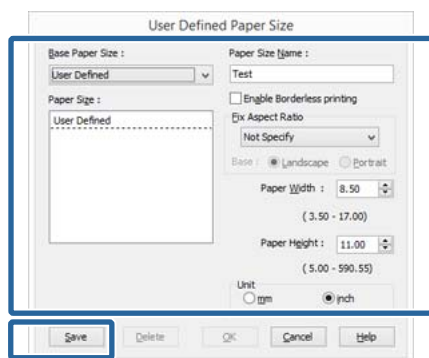 User Defined Paper Size
Base Paper Size :
User Defined
Paper Size :
User Defined
Paper Size Name :
Test
Enable Borderless printing
Fix Aspect Ratio
Not Specify
Base : Landscape Portrait
Paper Width : 8.50
( 3.50 - 17.00)
Paper Height : 11.00
( 5.00 - 590.55)
Unit
mm inch
Save Delete OK Cancel Help